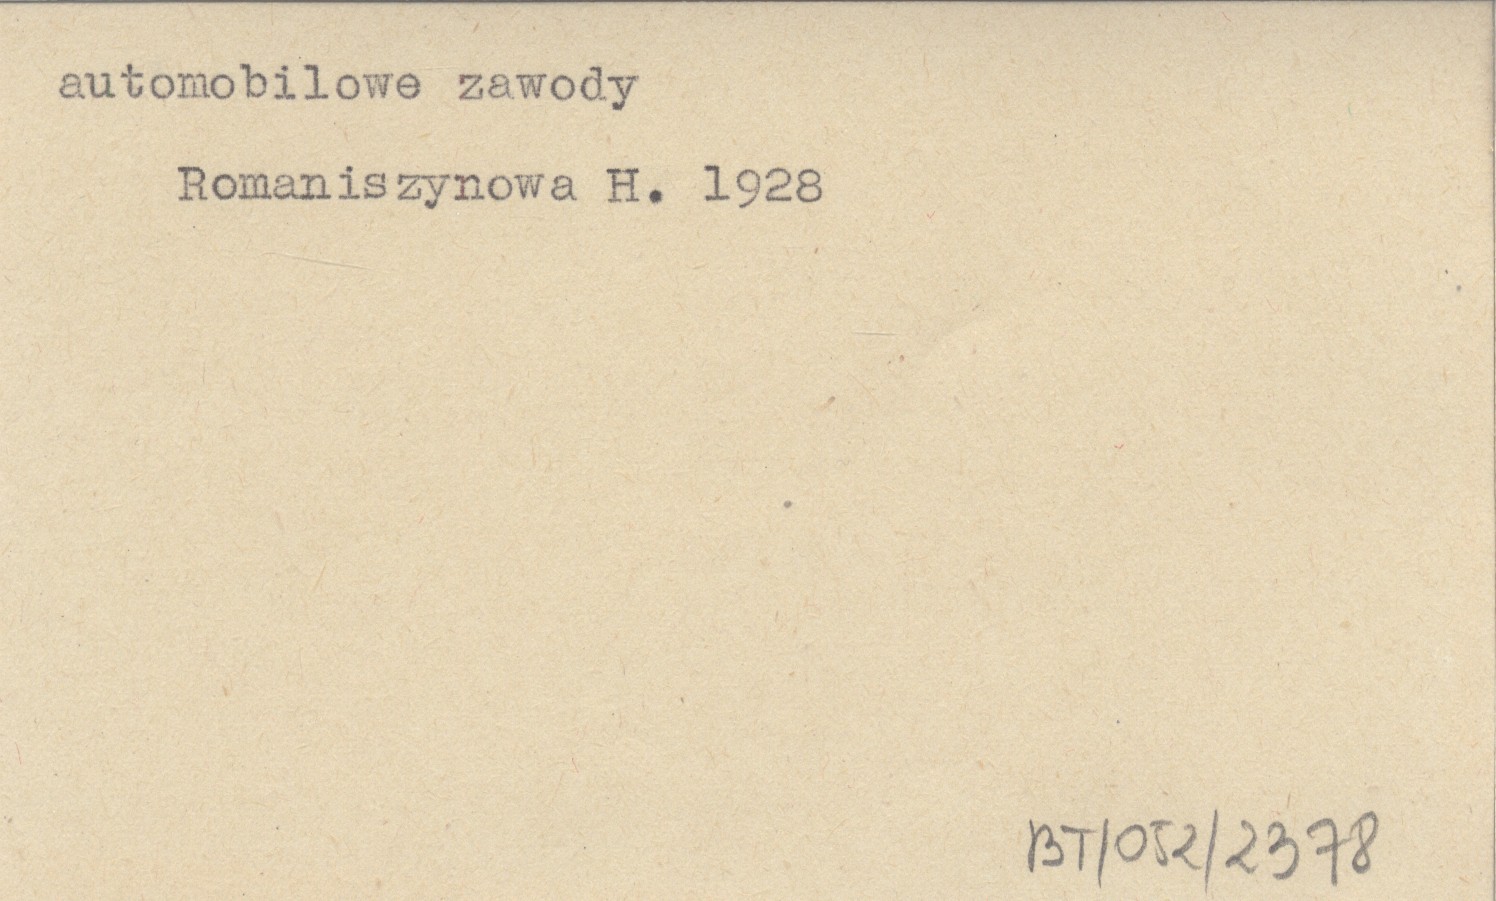 automobilowe zawody
Romaniszynowa H. 1928
BT/052/2378